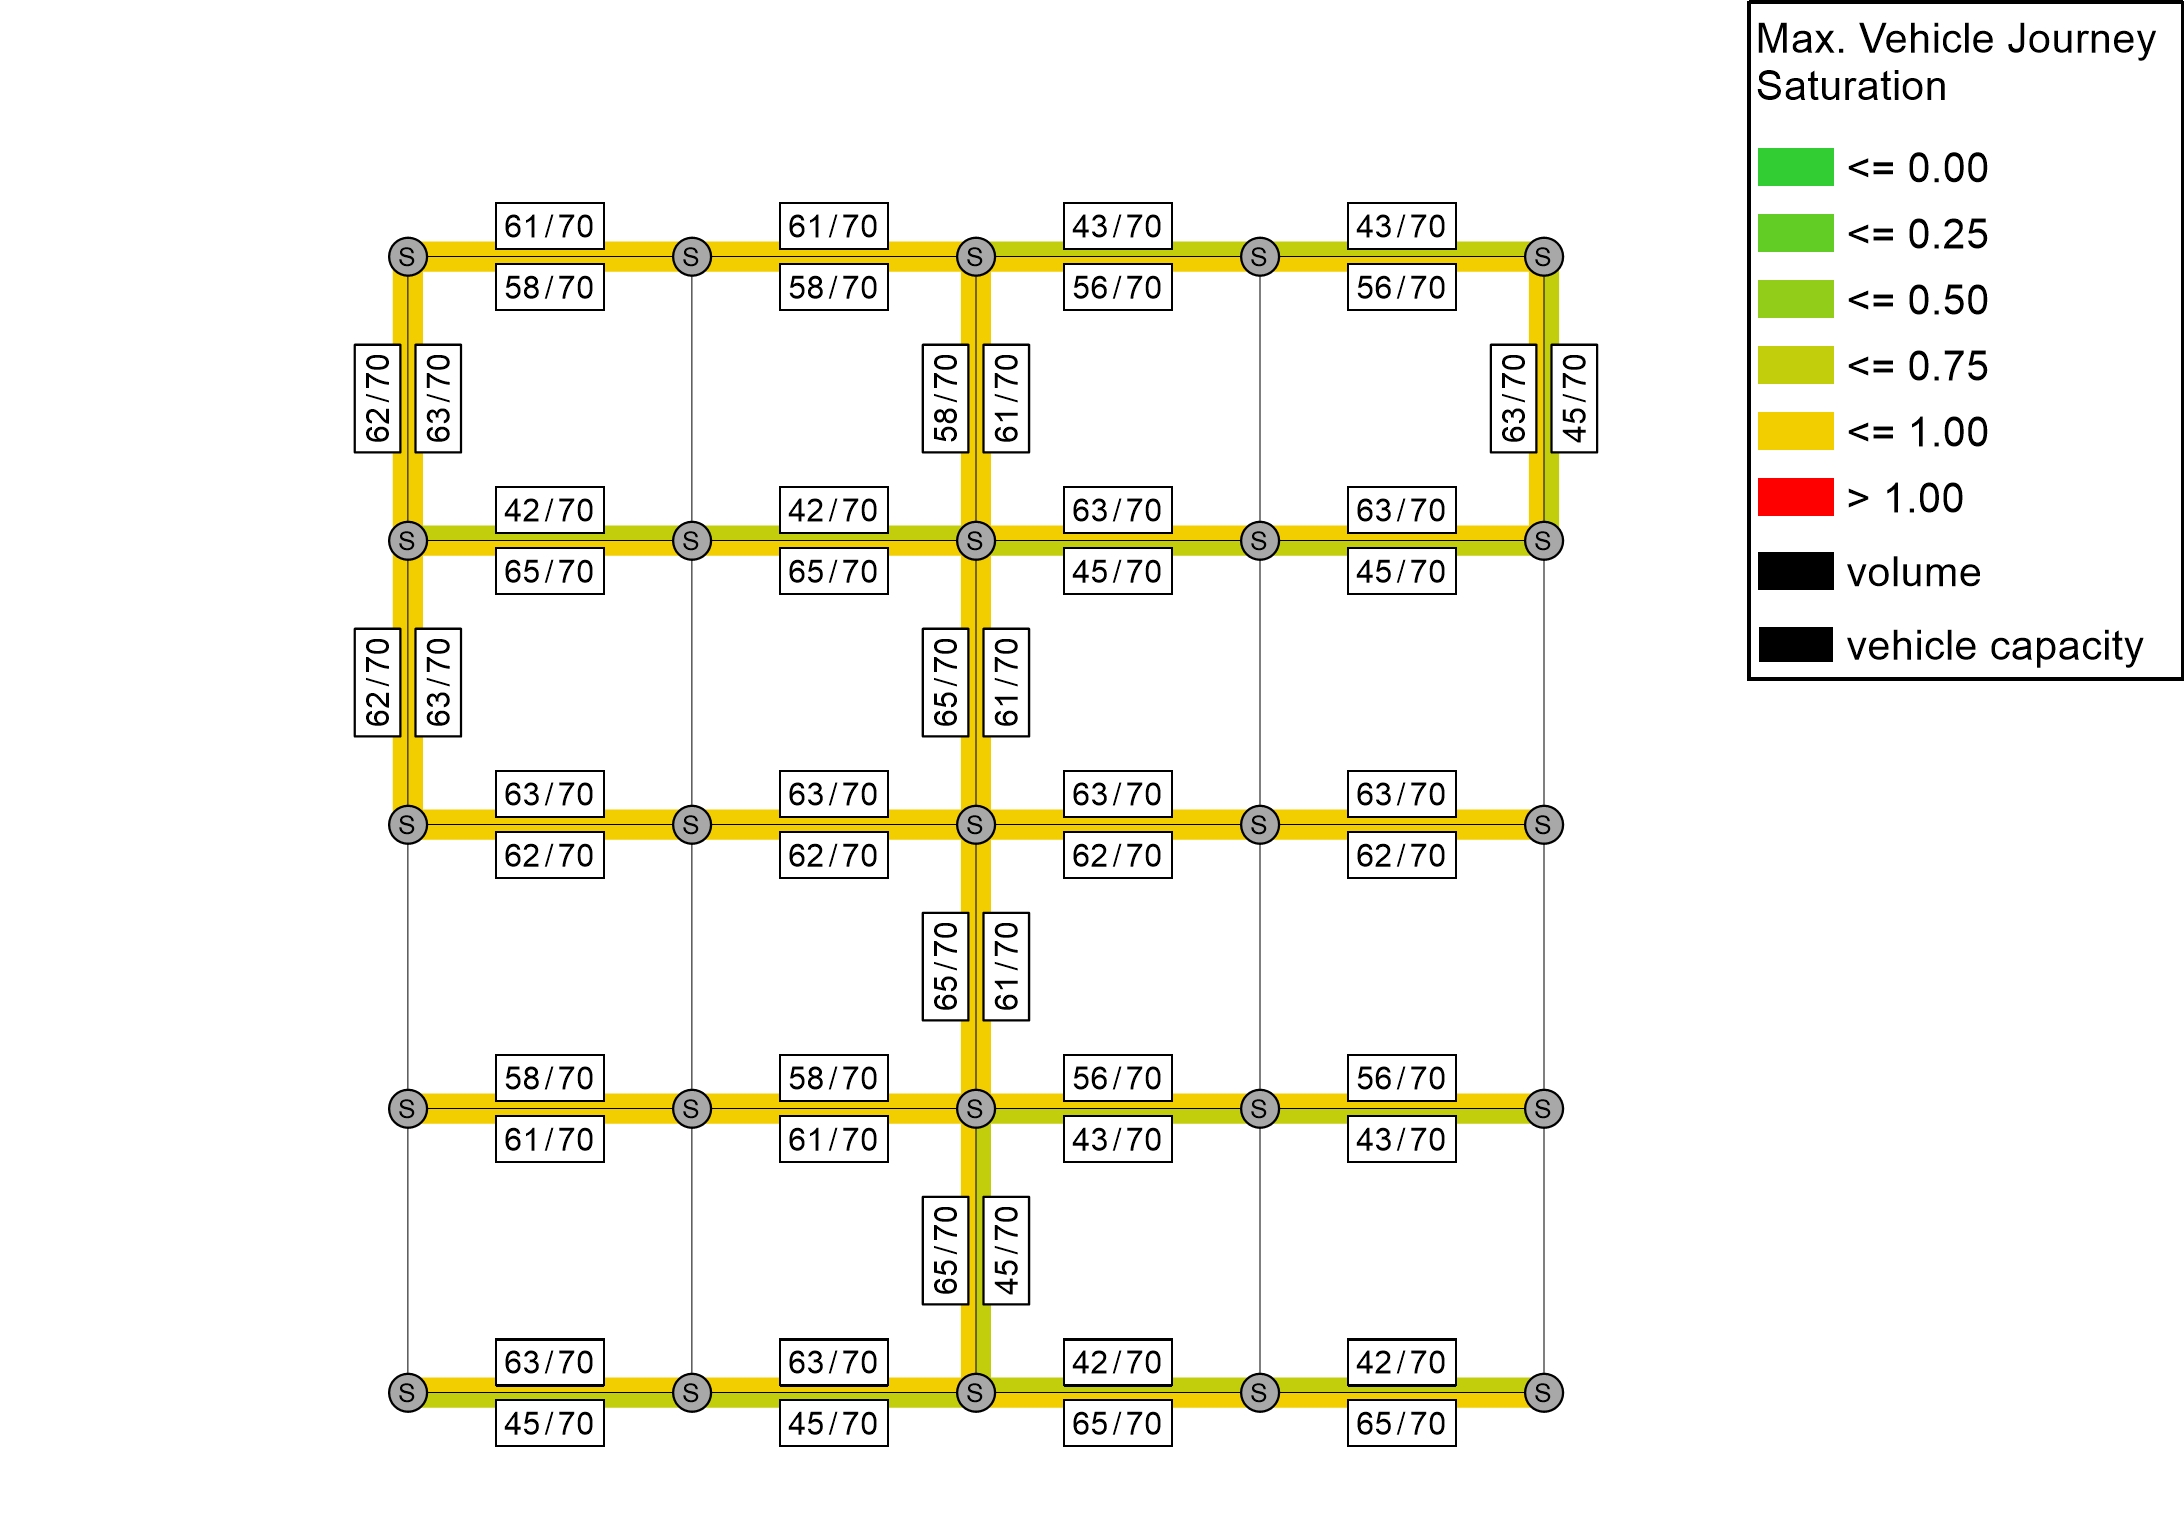 Max. Vehicle Journey
Saturation
<= 0.00
<= 0.25
<= 0.50
<= 0.75
<= 1.00
> 1.00
volume
vehicle capacity
61/70 61/70 43/70 43/70
S S S S S
58/70 58/70 56/70 56/70
62/70 63/70 58/70 61/70 63/70 45/70
42/70 42/70 63/70 63/70
S S S S S
65/70 65/70 45/70 45/70
62/70 63/70 65/70 61/70
63/70 63/70 63/70 63/70
S S S S S
62/70 62/70 62/70 62/70
65/70 61/70
58/70 58/70 56/70 56/70
S S S S S
61/70 61/70 43/70 43/70
65/70 45/70
63/70 63/70 42/70 42/70
S S S S S
45/70 45/70 65/70 65/70